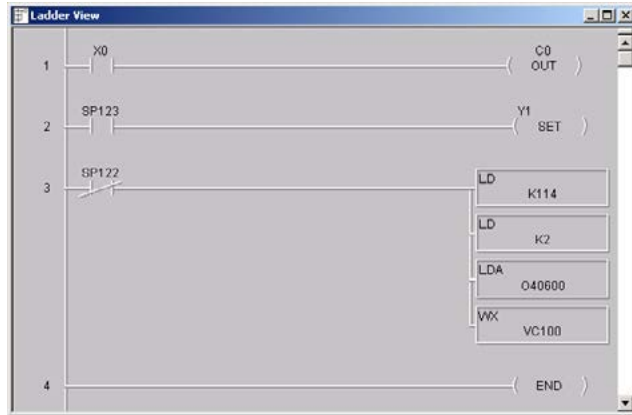 Ladder View
X0 C0
1 OUT
SP123 Y1
2 SET
SP122
3 LD
K114
LD
K2
LDA
O40600
WX
VC100
4 END